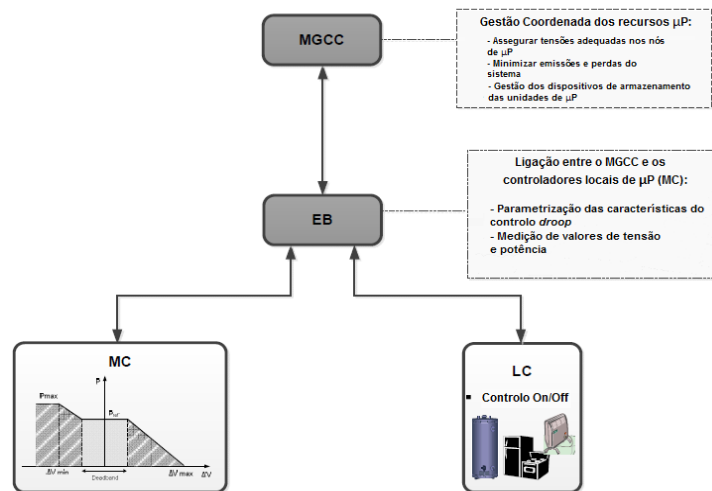 MGCC
Gestão Coordenada dos recursos µP:
- Assegurar tensões adequadas nos nós
de µP
- Minimizar emissões e perdas do
sistema
- Gestão dos dispositivos de armazenamento
das unidades de µP
EB
Ligação entre o MGCC e os
controladores locais de µP (MC):
- Parametrização das características do
controlo droop
- Medição de valores de tensão
e potência
MC
P
Pmax
Pref
ΔV min
ΔV max
ΔV
Deadband
LC
▪ Controlo On/Off